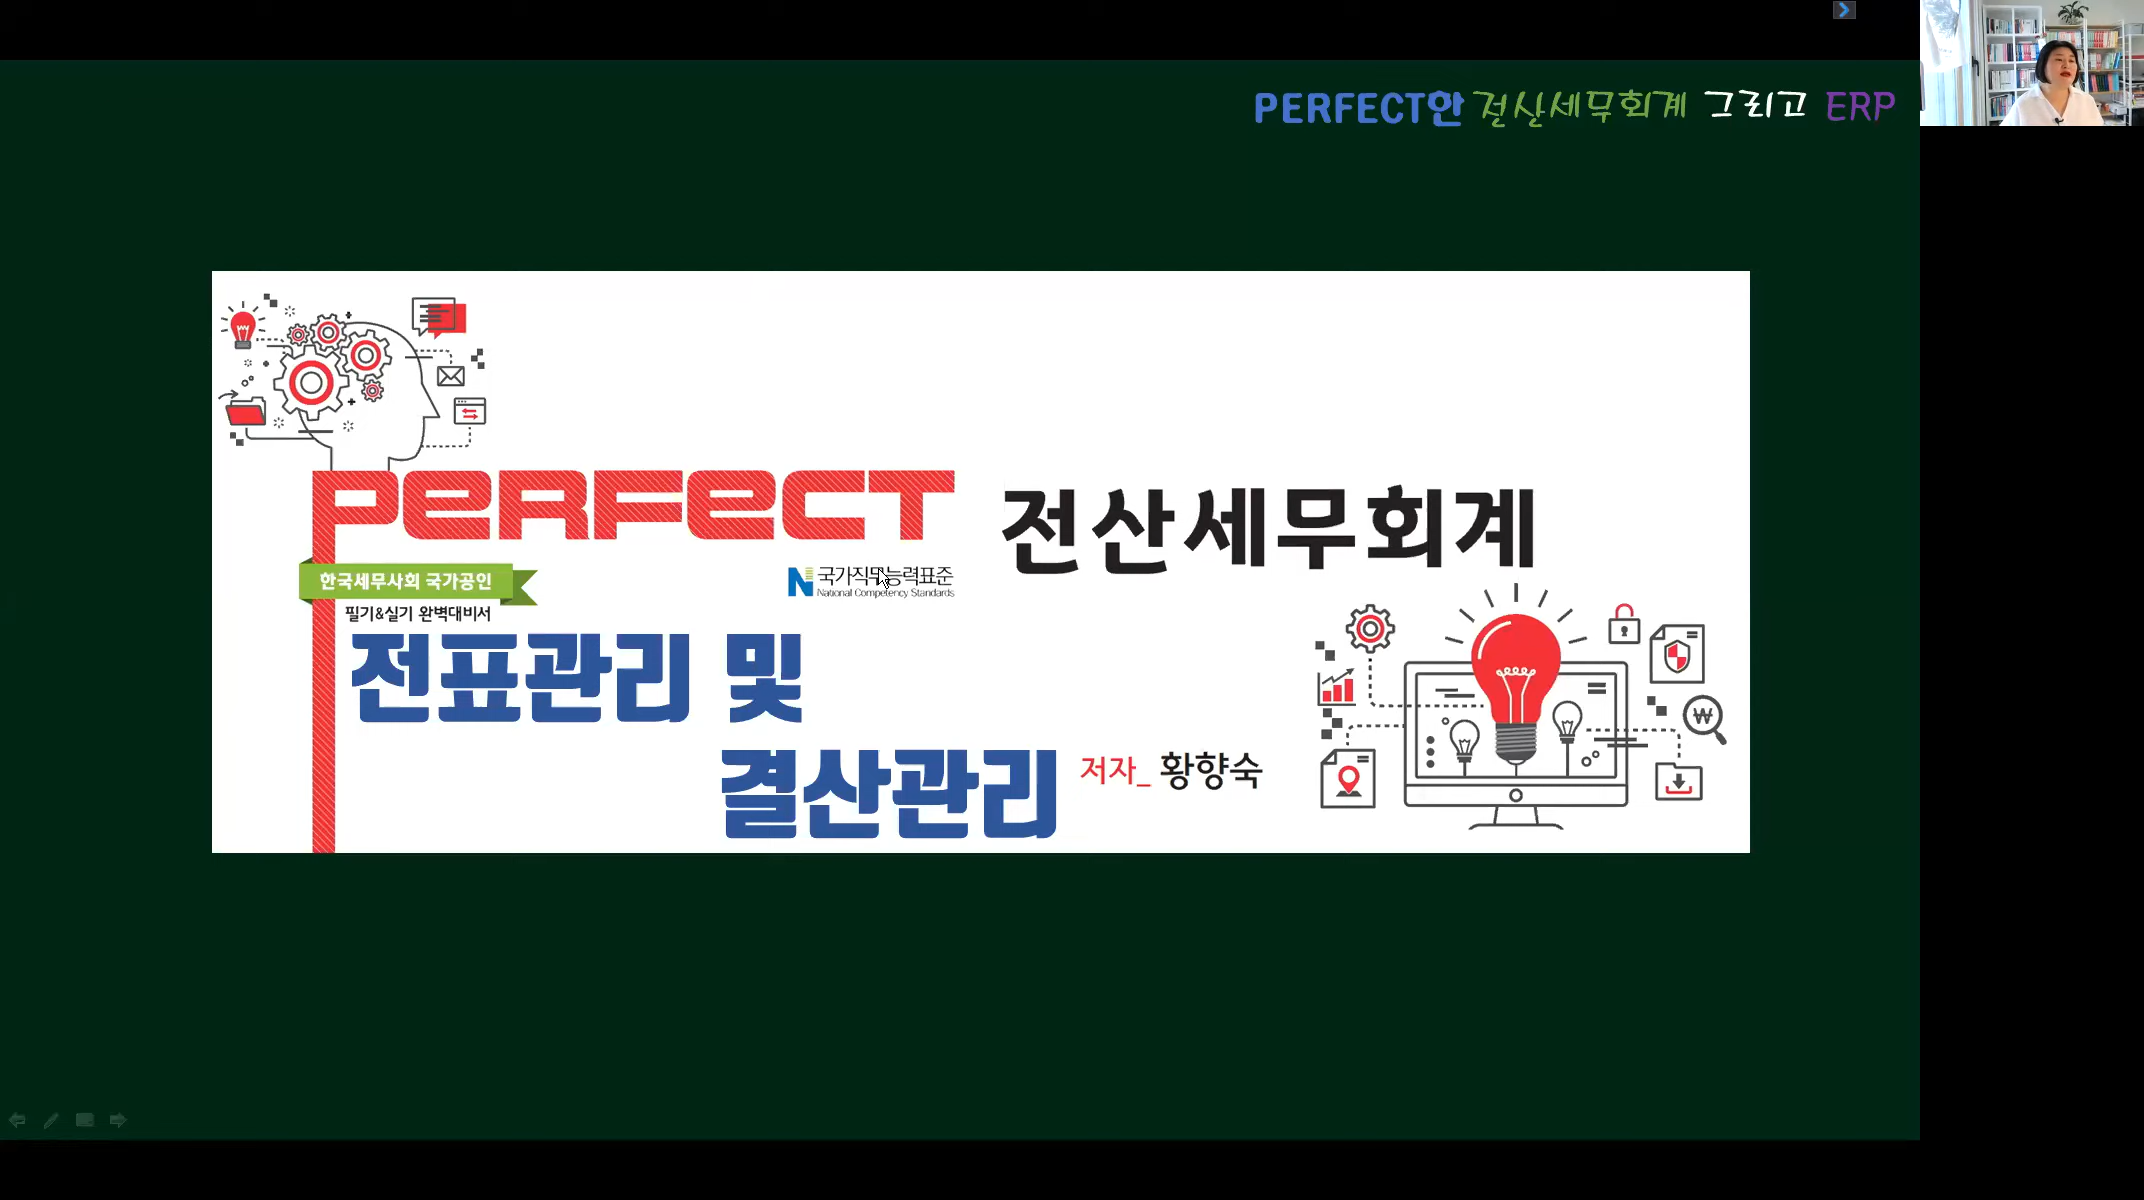 PERFECT한 전산세무회계 그리고 ERP
PERFECT 전산세무회계
한국세무사회 국가공인
국가직무능력표준
National Competency Standards
필기&실기 완벽대비서
전표관리 및
결산관리
저자_ 황향숙